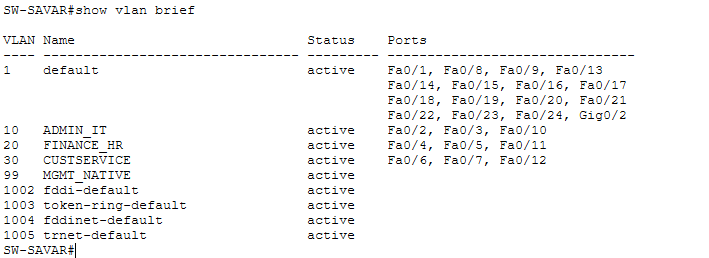 SW-SAVAR#show vlan brief
VLAN Name                             Status    Ports
---- -------------------------------- --------- -------------------------------
1    default                          active    Fa0/1, Fa0/8, Fa0/9, Fa0/13
                                                Fa0/14, Fa0/15, Fa0/16, Fa0/17
                                                Fa0/18, Fa0/19, Fa0/20, Fa0/21
                                                Fa0/22, Fa0/23, Fa0/24, Gig0/2
10   ADMIN_IT                         active    Fa0/2, Fa0/3, Fa0/10
20   FINANCE_HR                       active    Fa0/4, Fa0/5, Fa0/11
30   CUSTSERVICE                      active    Fa0/6, Fa0/7, Fa0/12
99   MGMT_NATIVE                      active
1002 fddi-default                     active
1003 token-ring-default               active
1004 fddinet-default                  active
1005 trnet-default                    active
SW-SAVAR#